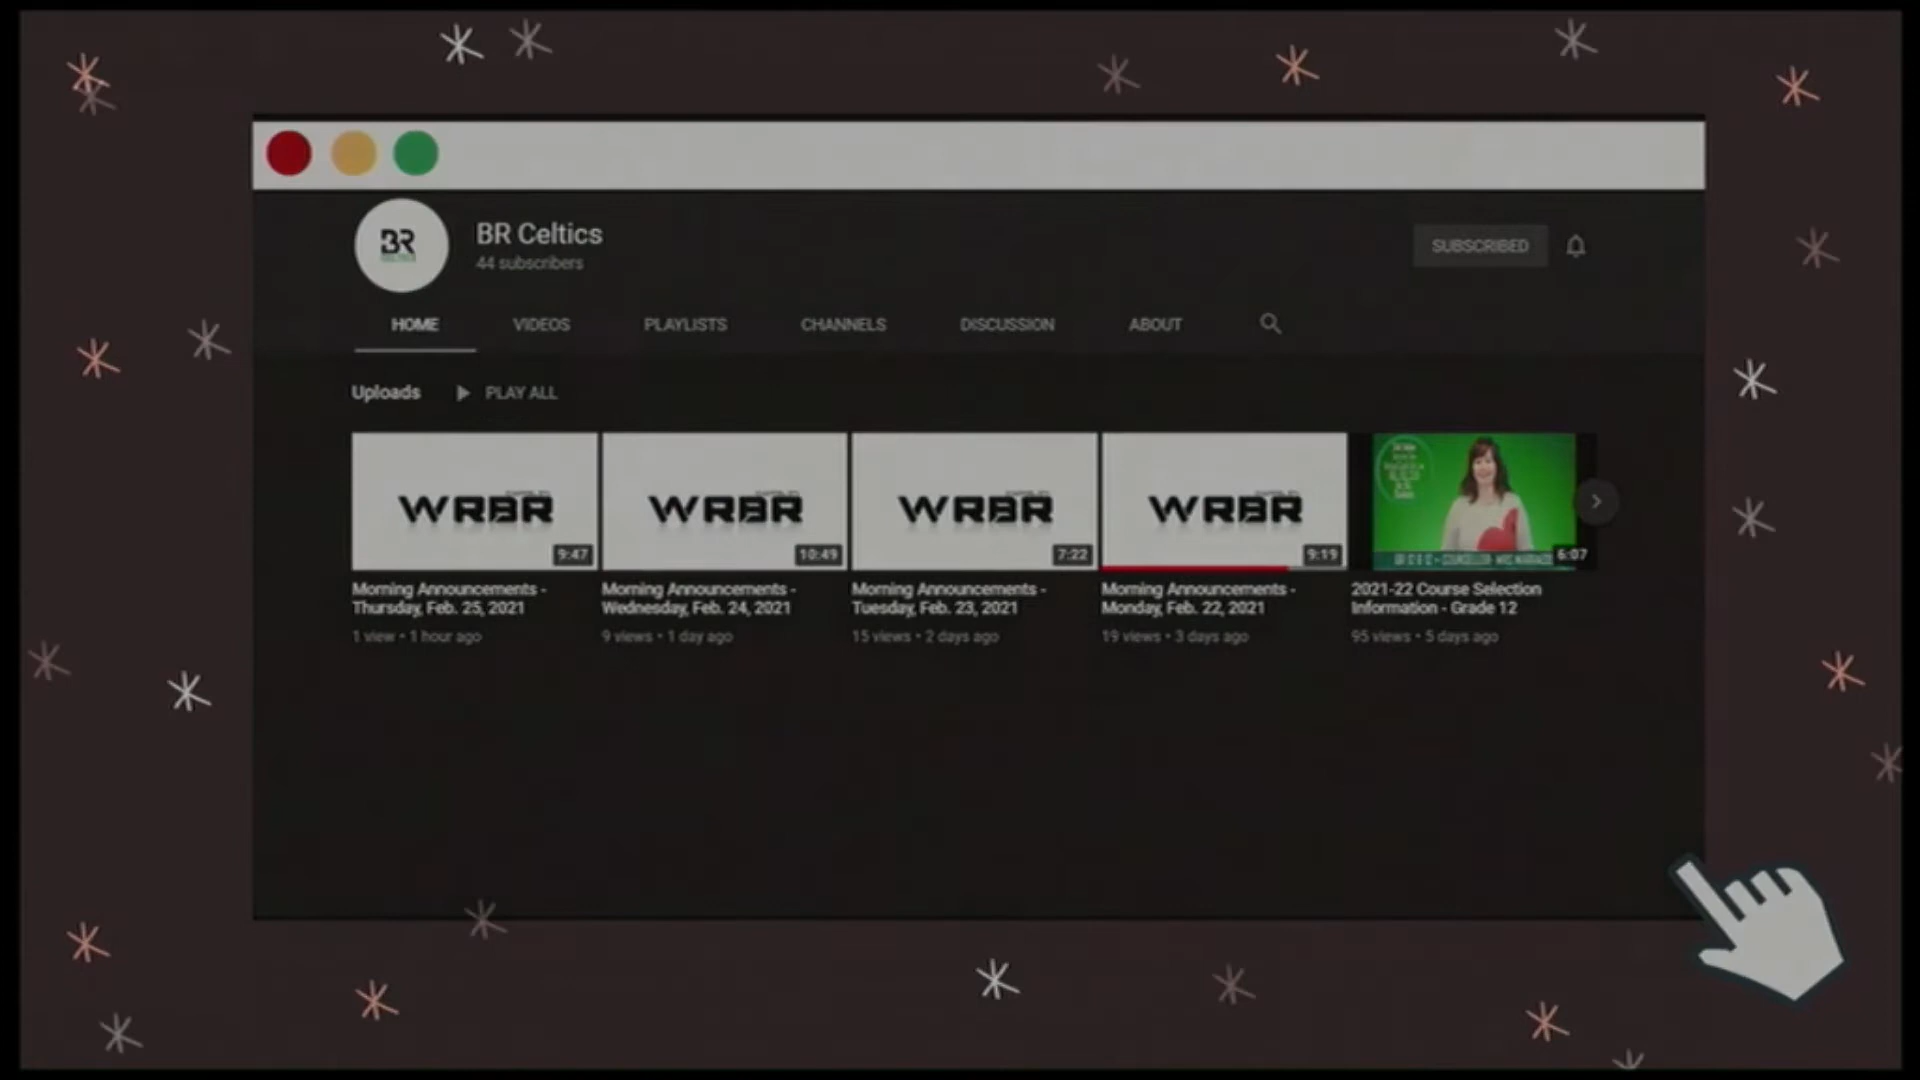 BR
BR Celtics
44 subscribers
SUBSCRIBED
HOME VIDEOS PLAYLISTS CHANNELS DISCUSSION ABOUT
Uploads PLAY ALL
WRBR
9:47
WRBR
10:49
WRBR
7:22
WRBR
9:19
6:07
Morning Announcements -
Thursday, Feb. 25, 2021
1 view • 1 hour ago
Morning Announcements -
Wednesday, Feb. 24, 2021
9 views • 1 day ago
Morning Announcements -
Tuesday, Feb. 23, 2021
15 views • 2 days ago
Morning Announcements -
Monday, Feb. 22, 2021
19 views • 3 days ago
2021-22 Course Selection
Information - Grade 12
95 views • 5 days ago